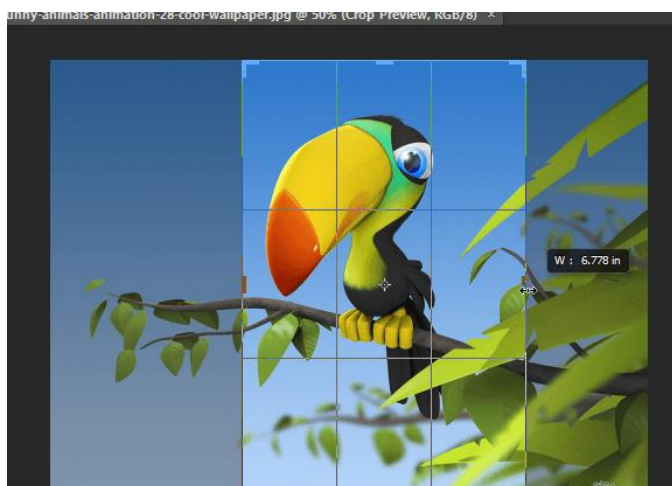 unny-animals-animation-28-cool-wallpaper.jpg @ 50% (Crop Preview, RGB/8) ×
W : 6.778 in